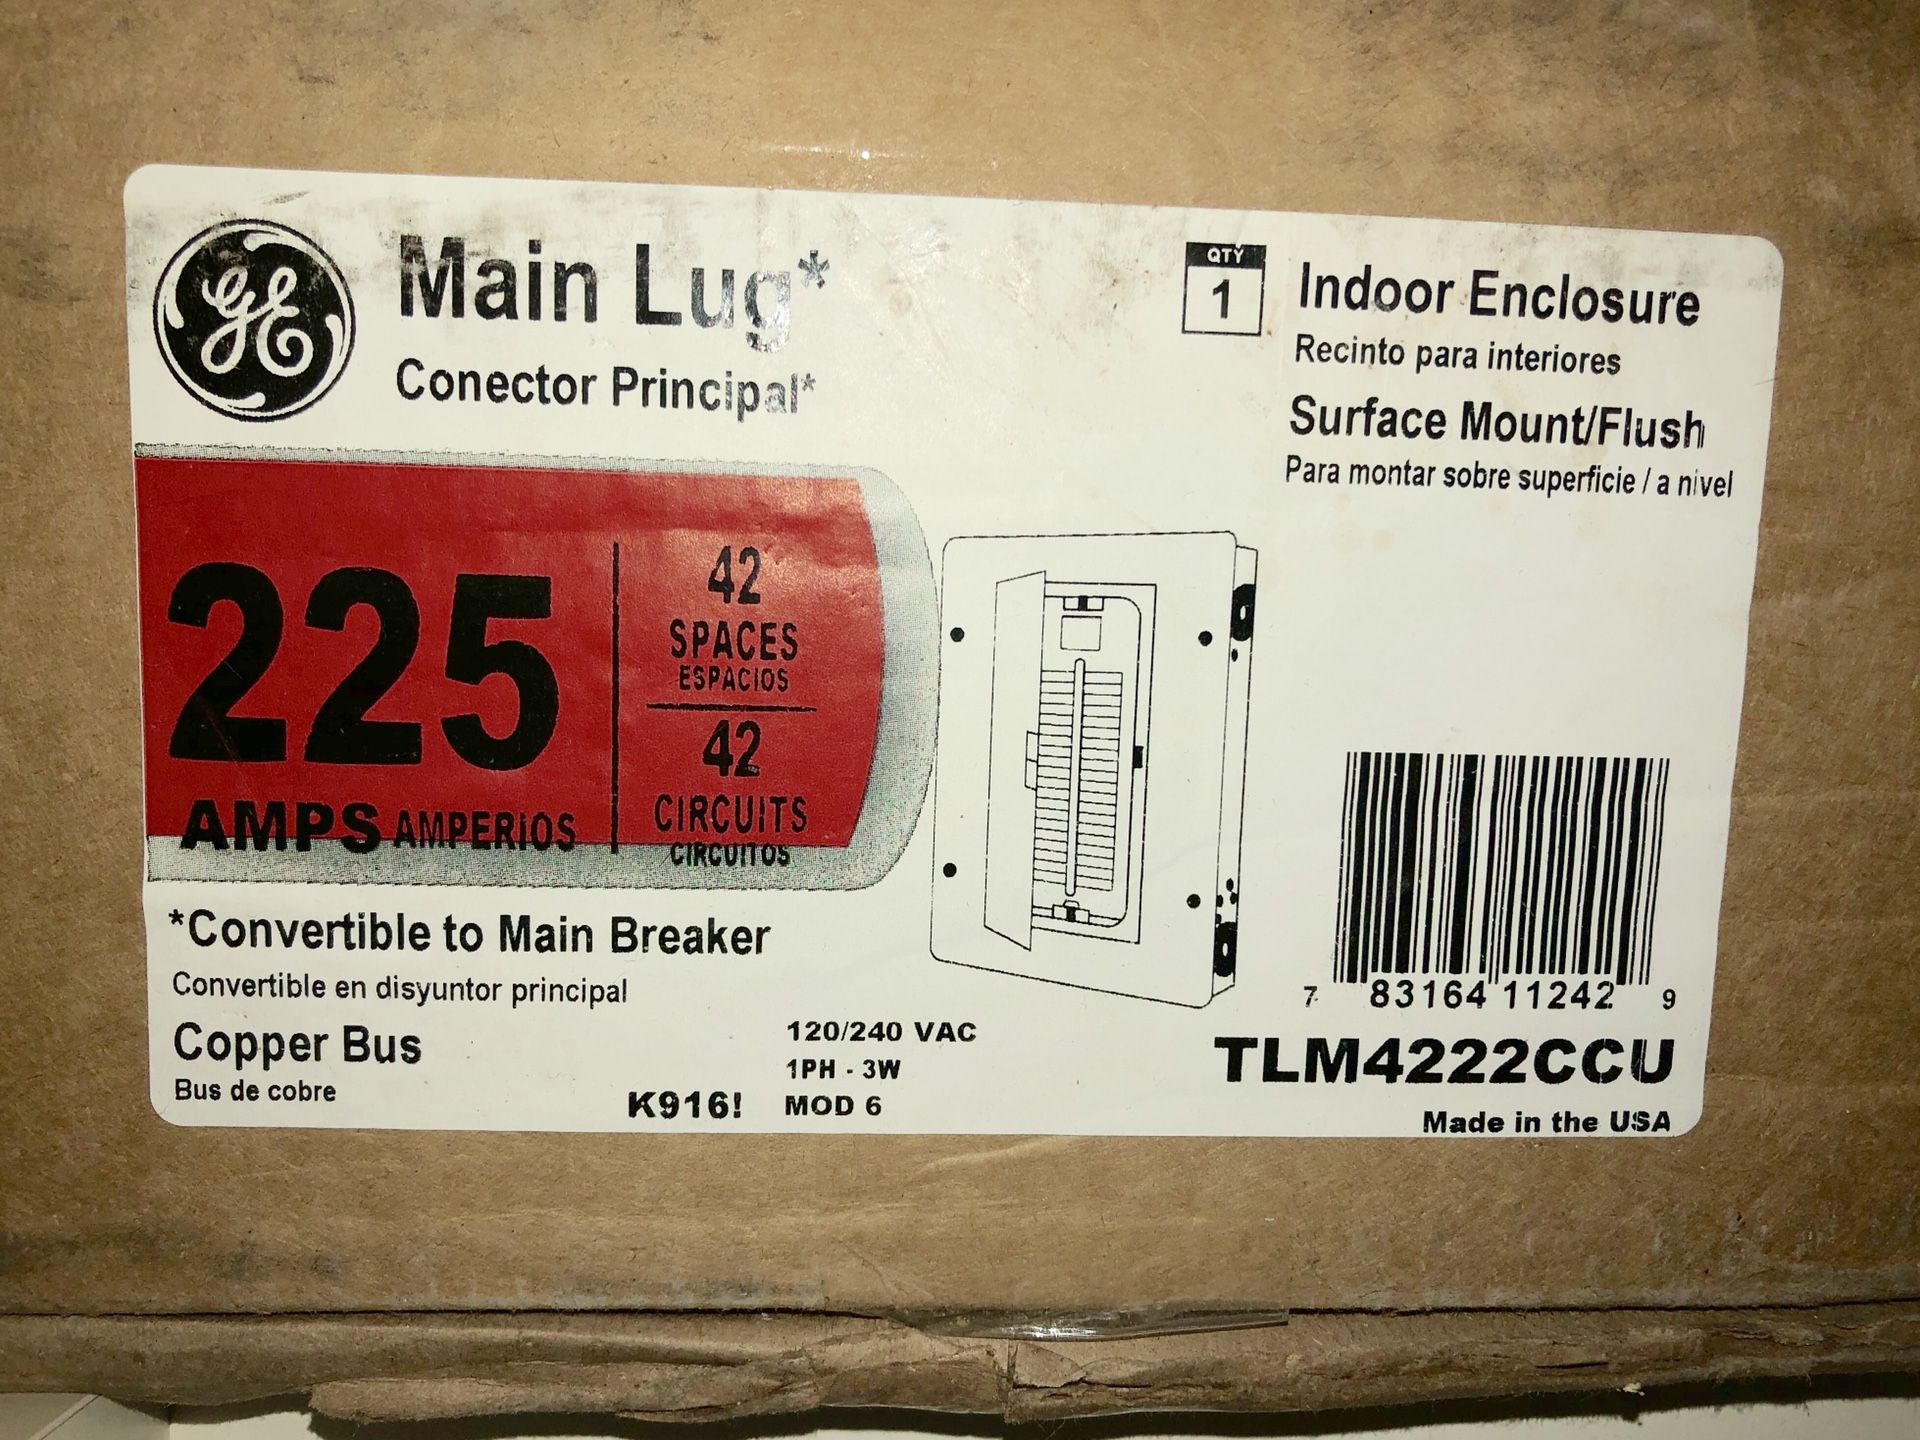 GE
Main Lug*
Conector Principal*
QTY
1
Indoor Enclosure
Recinto para interiores
Surface Mount/Flush
Para montar sobre superficie / a nivel
225
AMPS AMPERIOS
42
SPACES
ESPACIOS
42
CIRCUITS
CIRCUITOS
*Convertible to Main Breaker
Convertible en disyuntor principal
Copper Bus
Bus de cobre
K916!
120/240 VAC
1PH - 3W
MOD 6
7 83164 11242 9
TLM4222CCU
Made in the USA